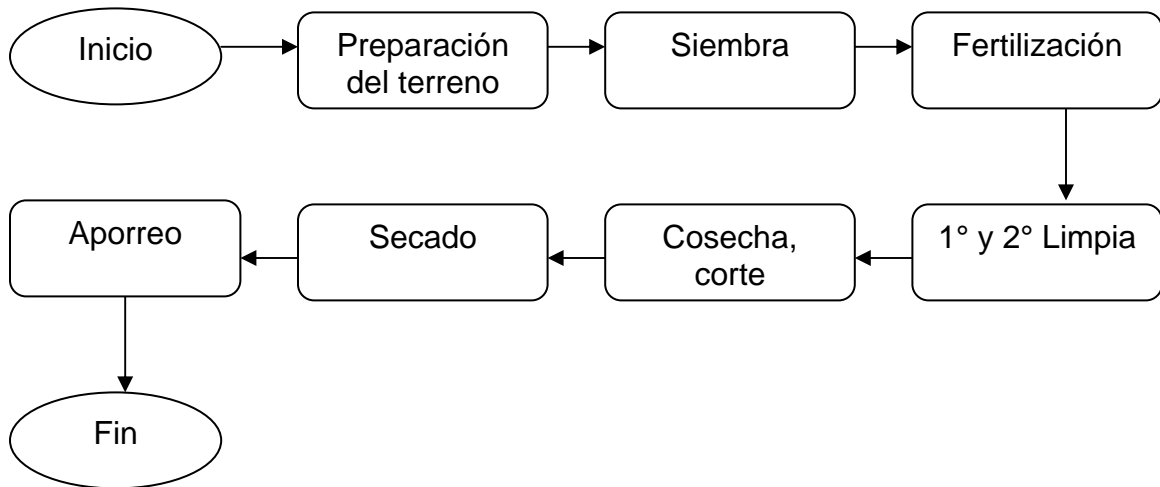 Inicio
Preparación
del terreno
Siembra
Fertilización
1° y 2° Limpia
Cosecha,
corte
Secado
Aporreo
Fin